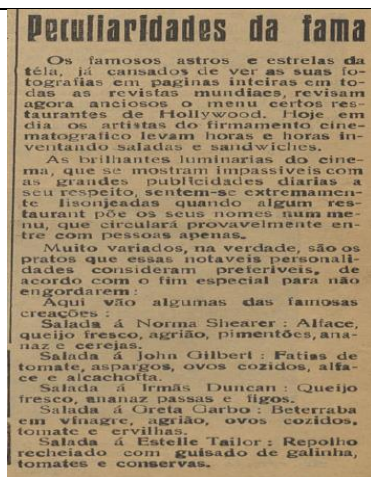 Peculiaridades da fama
Os famosos astros e estrelas da
téla, já cansados de ver as suas fo-
tografias em paginas inteiras em to-
das as revistas mundiaes, revisam
agora anciosos o menu certos res-
taurantes de Hollywood. Hoje em
dia os artistas do firmamento cine-
matografico levam horas e horas in-
ventando saladas e sandwiches.
As brilhantes luminarias do cine-
ma, que se mostram impassiveis com
as grandes publicidades diarias a
seu respeito, sentem-se extremamen-
te lisonjeadas quando algum res-
taurant põe os seus nomes num me-
nu, que circulará provavelmente en-
tre cem pessoas apenas.
Muito variados, na verdade, são os
pratos que essas notaveis personali-
dades consideram preferiveis, de
acordo com o fim especial para não
engordarem :
Aqui vão algumas das famosas
creações :
Salada á Norma Shearer : Alface,
queijo fresco, agrião, pimentões, ana-
naz e cerejas.
Salada á John Gilbert : Fatias de
tomate, aspargos, ovos cozidos, alfa-
ce e alcachofta.
Salada á Irmãs Duncan : Queijo
fresco, ananaz passas e figos.
Salada á Greta Garbo : Beterraba
em vinagre, agrião, ovos cozidos,
tomate e ervilhas.
Salada á Estelle Tailor : Repolho
recheiado com guisado de galinha,
tomates e conservas.